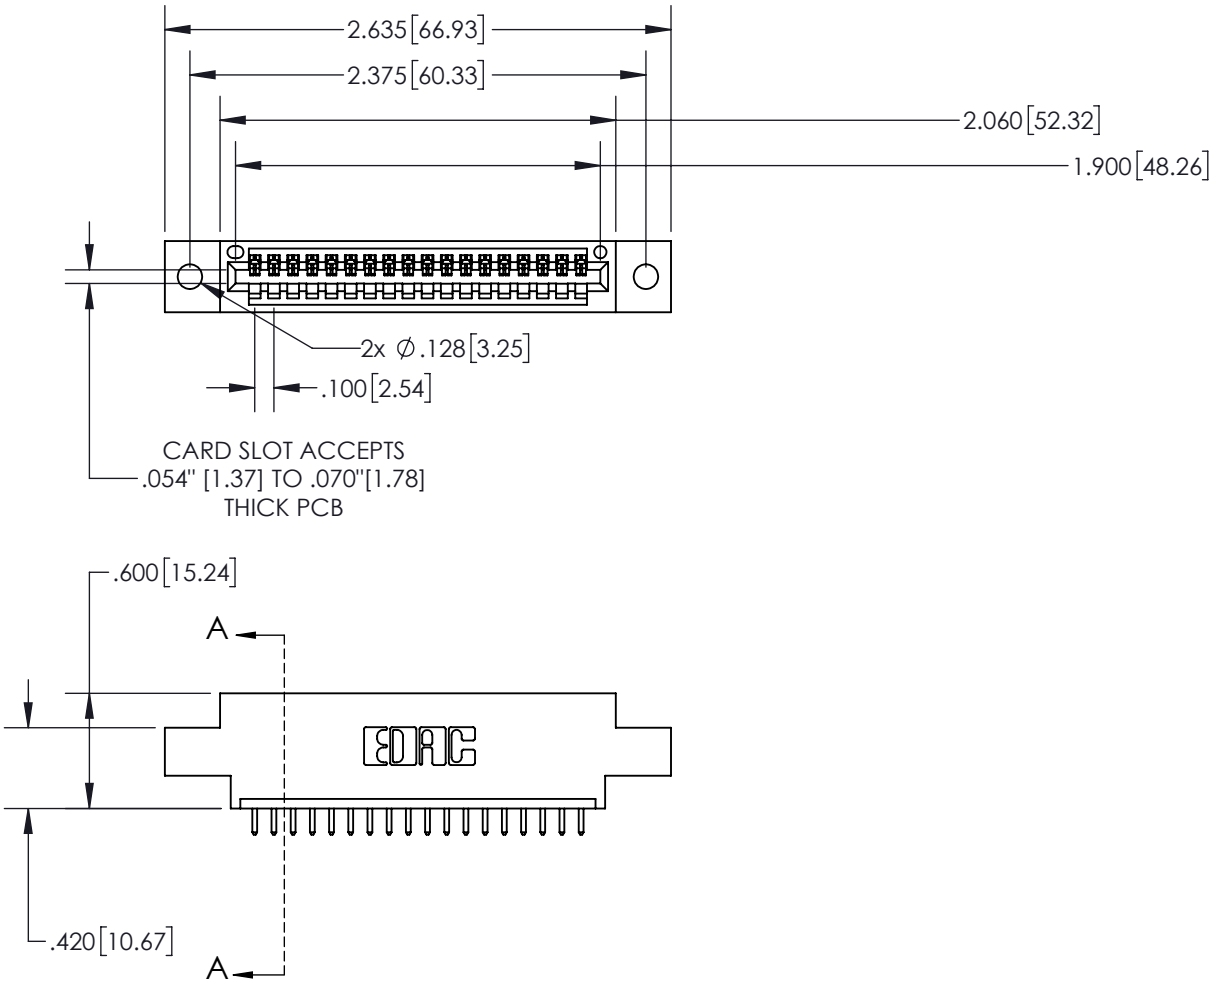 2.635[66.93]
2.375[60.33]
2.060[52.32]
1.900[48.26]
2x Ø.128[3.25]
.100[2.54]
CARD SLOT ACCEPTS
.054" [1.37] TO .070"[1.78]
THICK PCB
.600[15.24]
A
EDAC
.420[10.67]
A